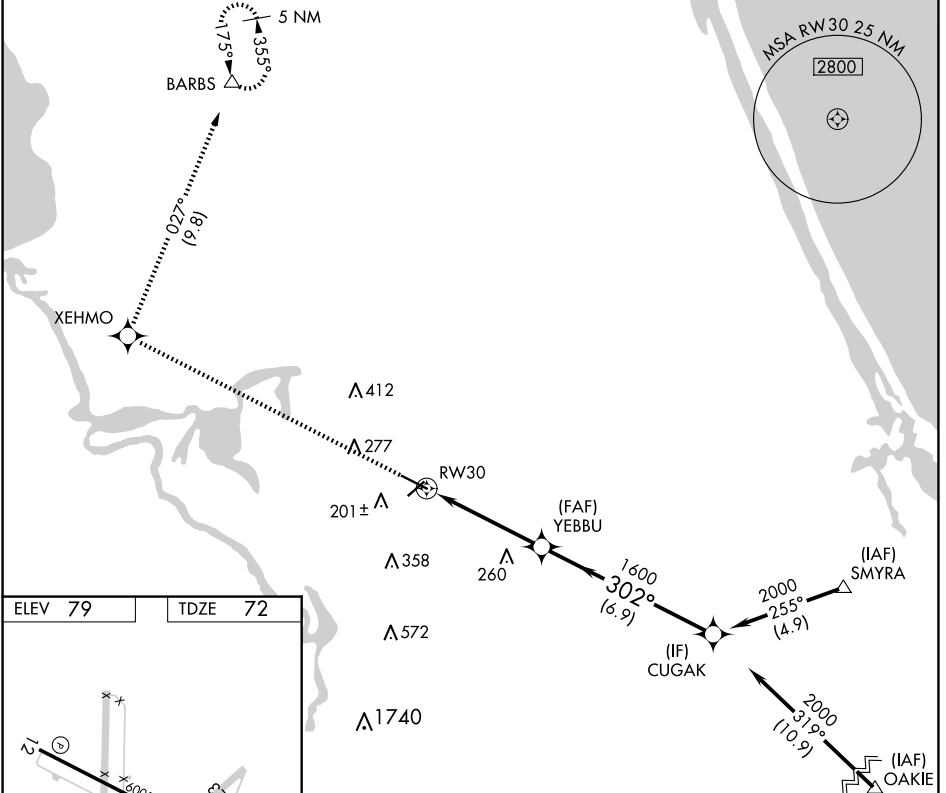 5 NM
175°
355°
BARBS
MSA RW30 25 NM
2800
027°
(9.8)
XEHMO
412
277
RW30
201±
(FAF)
YEBBU
358
260
1600
302°
(6.9)
(IAF)
SMYRA
2000
255°
(4.9)
ELEV 79
TDZE 72
572
(IF)
CUGAK
1740
2000
319°
(10.9)
(IAF)
OAKIE
12
P
X X
X X